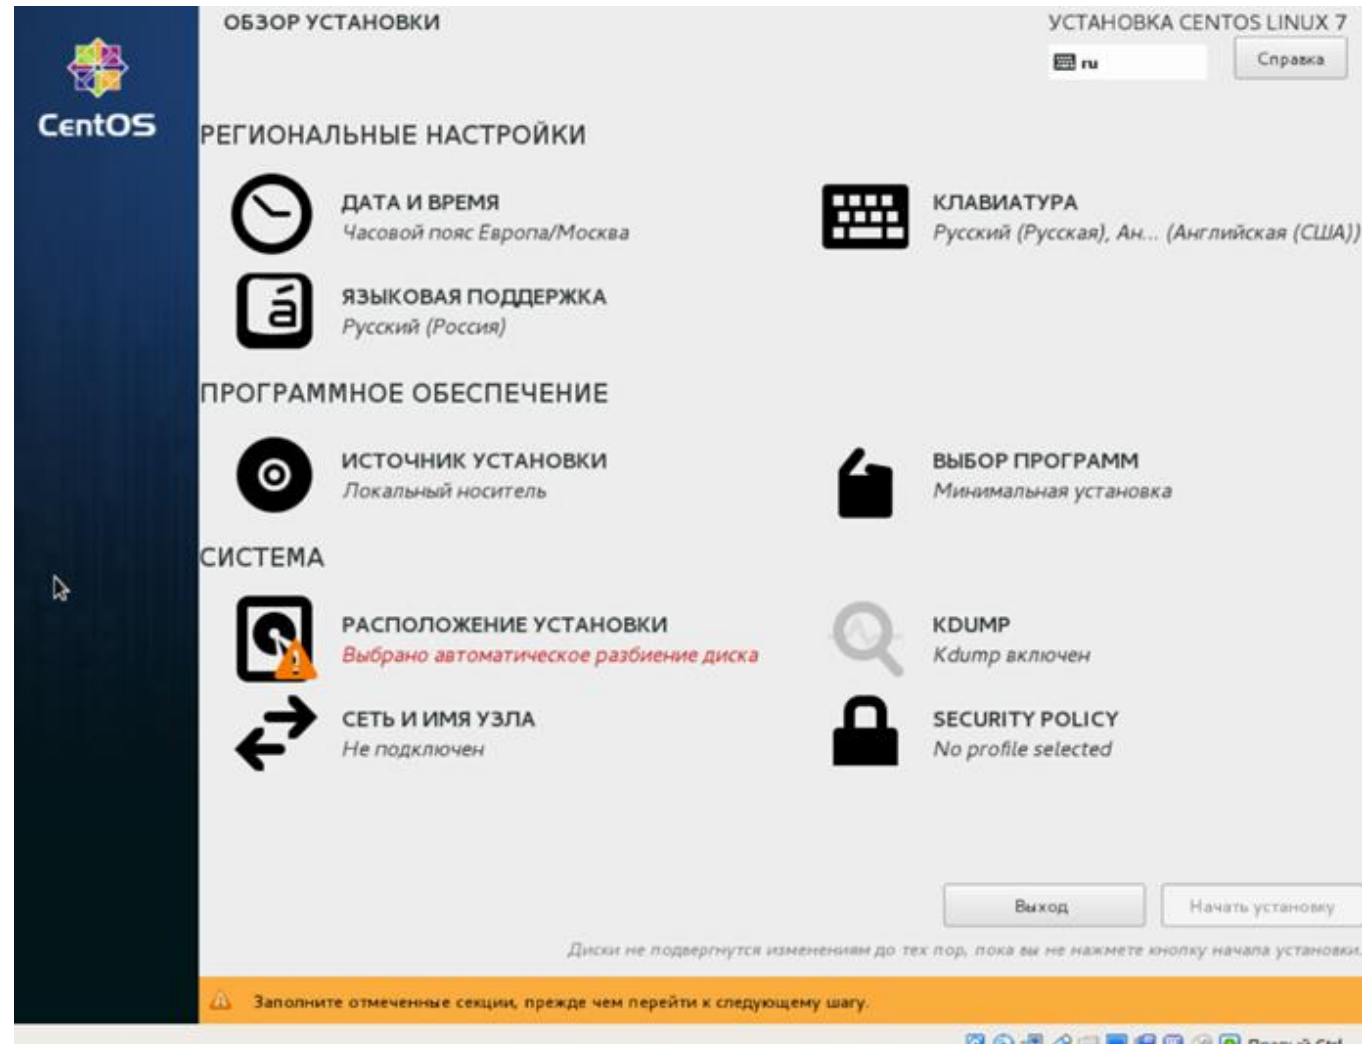 ОБЗОР УСТАНОВКИ
УСТАНОВКА CENTOS LINUX 7
ru
Справка
CentOS
РЕГИОНАЛЬНЫЕ НАСТРОЙКИ
ДАТА И ВРЕМЯ
Часовой пояс Европа/Москва
КЛАВИАТУРА
Русский (Русская), Ан... (Английская (США))
ЯЗЫКОВАЯ ПОДДЕРЖКА
Русский (Россия)
ПРОГРАММНОЕ ОБЕСПЕЧЕНИЕ
ИСТОЧНИК УСТАНОВКИ
Локальный носитель
ВЫБОР ПРОГРАММ
Минимальная установка
СИСТЕМА
РАСПОЛОЖЕНИЕ УСТАНОВКИ
Выбрано автоматическое разбиение диска
KDUMP
Kdump включен
СЕТЬ И ИМЯ УЗЛА
Не подключен
SECURITY POLICY
No profile selected
Выход
Начать установку
Диски не подвергнутся изменениям до тех пор, пока вы не нажмете кнопку начала установки.
Заполните отмеченные секции, прежде чем перейти к следующему шагу.
Правый Ctrl